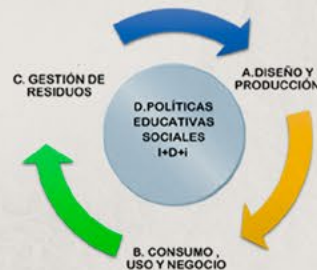 A.DISEÑO Y
PRODUCCIÓN
C. GESTIÓN DE
RESIDUOS
D.POLÍTICAS
EDUCATIVAS
SOCIALES
I+D+i
B. CONSUMO ,
USO Y NEGOCIO